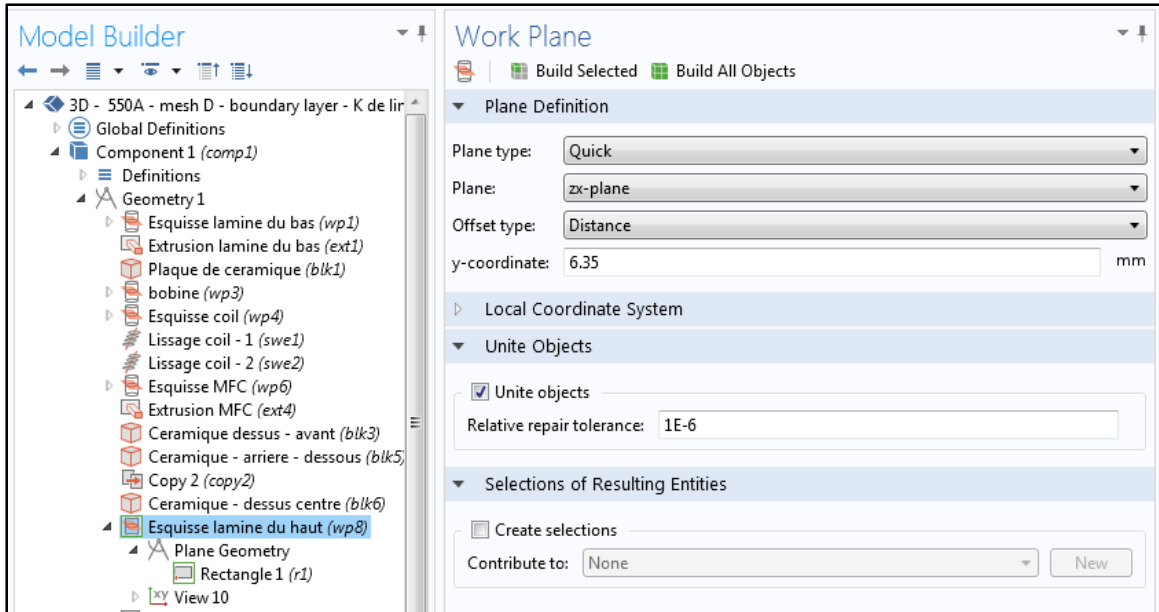 Model Builder
3D - 550A - mesh D - boundary layer - K de lir
Global Definitions
Component 1 (comp1)
Definitions
Geometry 1
Esquisse lamine du bas (wp1)
Extrusion lamine du bas (ext1)
Plaque de ceramique (blk1)
bobine (wp3)
Esquisse coil (wp4)
Lissage coil - 1 (swe1)
Lissage coil - 2 (swe2)
Esquisse MFC (wp6)
Extrusion MFC (ext4)
Ceramique dessus - avant (blk3)
Ceramique - arriere - dessous (blk5)
Copy 2 (copy2)
Ceramique - dessus centre (blk6)
Esquisse lamine du haut (wp8)
Plane Geometry
Rectangle 1 (r1)
xy View 10
Work Plane
Build Selected Build All Objects
Plane Definition
Plane type: Quick
Plane: zx-plane
Offset type: Distance
y-coordinate: 6.35 mm
Local Coordinate System
Unite Objects
Unite objects
Relative repair tolerance: 1E-6
Selections of Resulting Entities
Create selections
Contribute to: None New